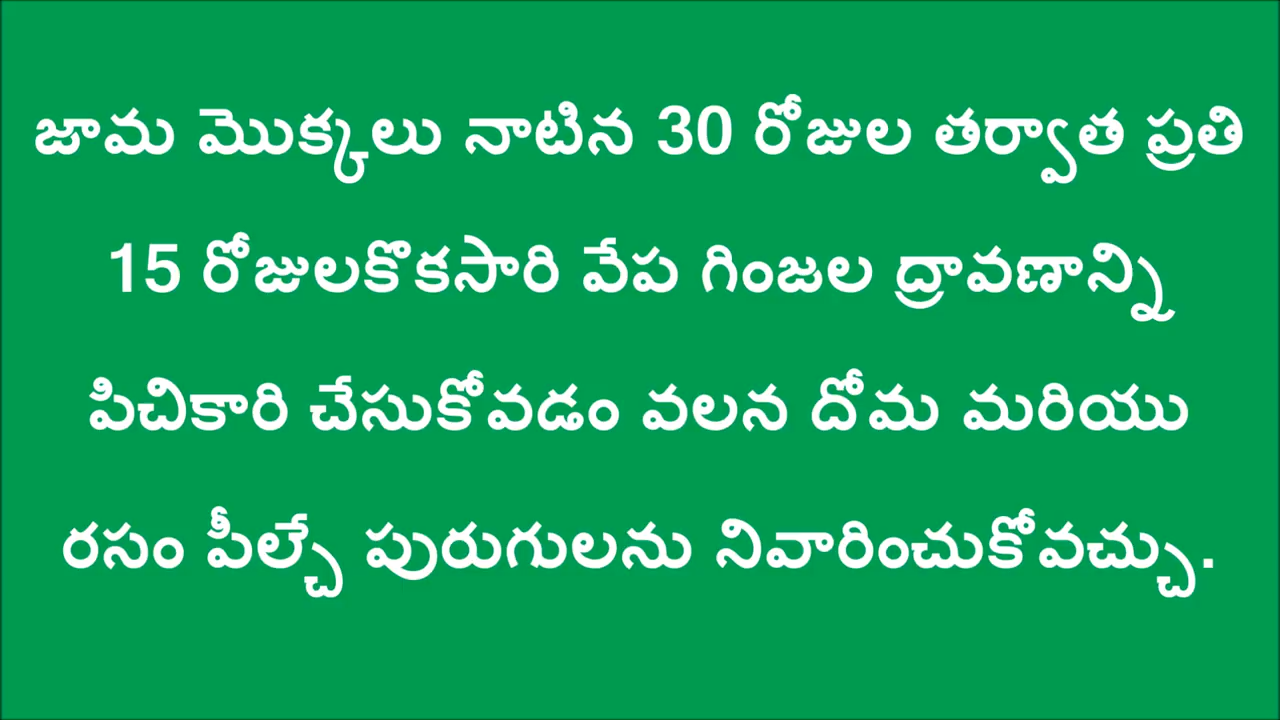 జామ మొక్కలు నాటిన 30 రోజుల తర్వాత ప్రతి
15 రోజులకొకసారి వేప గింజల ద్రావణాన్ని
పిచికారి చేసుకోవడం వలన దోమ మరియు
రసం పీల్చే పురుగులను నివారించుకోవచ్చు.